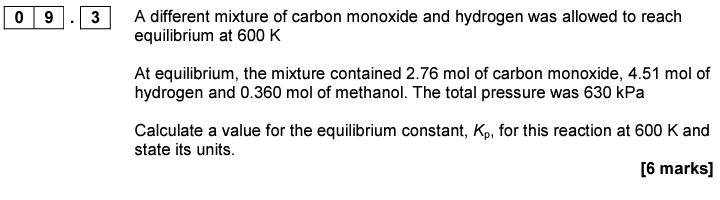 0 9 . 3 A different mixture of carbon monoxide and hydrogen was allowed to reach
equilibrium at 600 K
At equilibrium, the mixture contained 2.76 mol of carbon monoxide, 4.51 mol of
hydrogen and 0.360 mol of methanol. The total pressure was 630 kPa
Calculate a value for the equilibrium constant, Kp, for this reaction at 600 K and
state its units.
[6 marks]